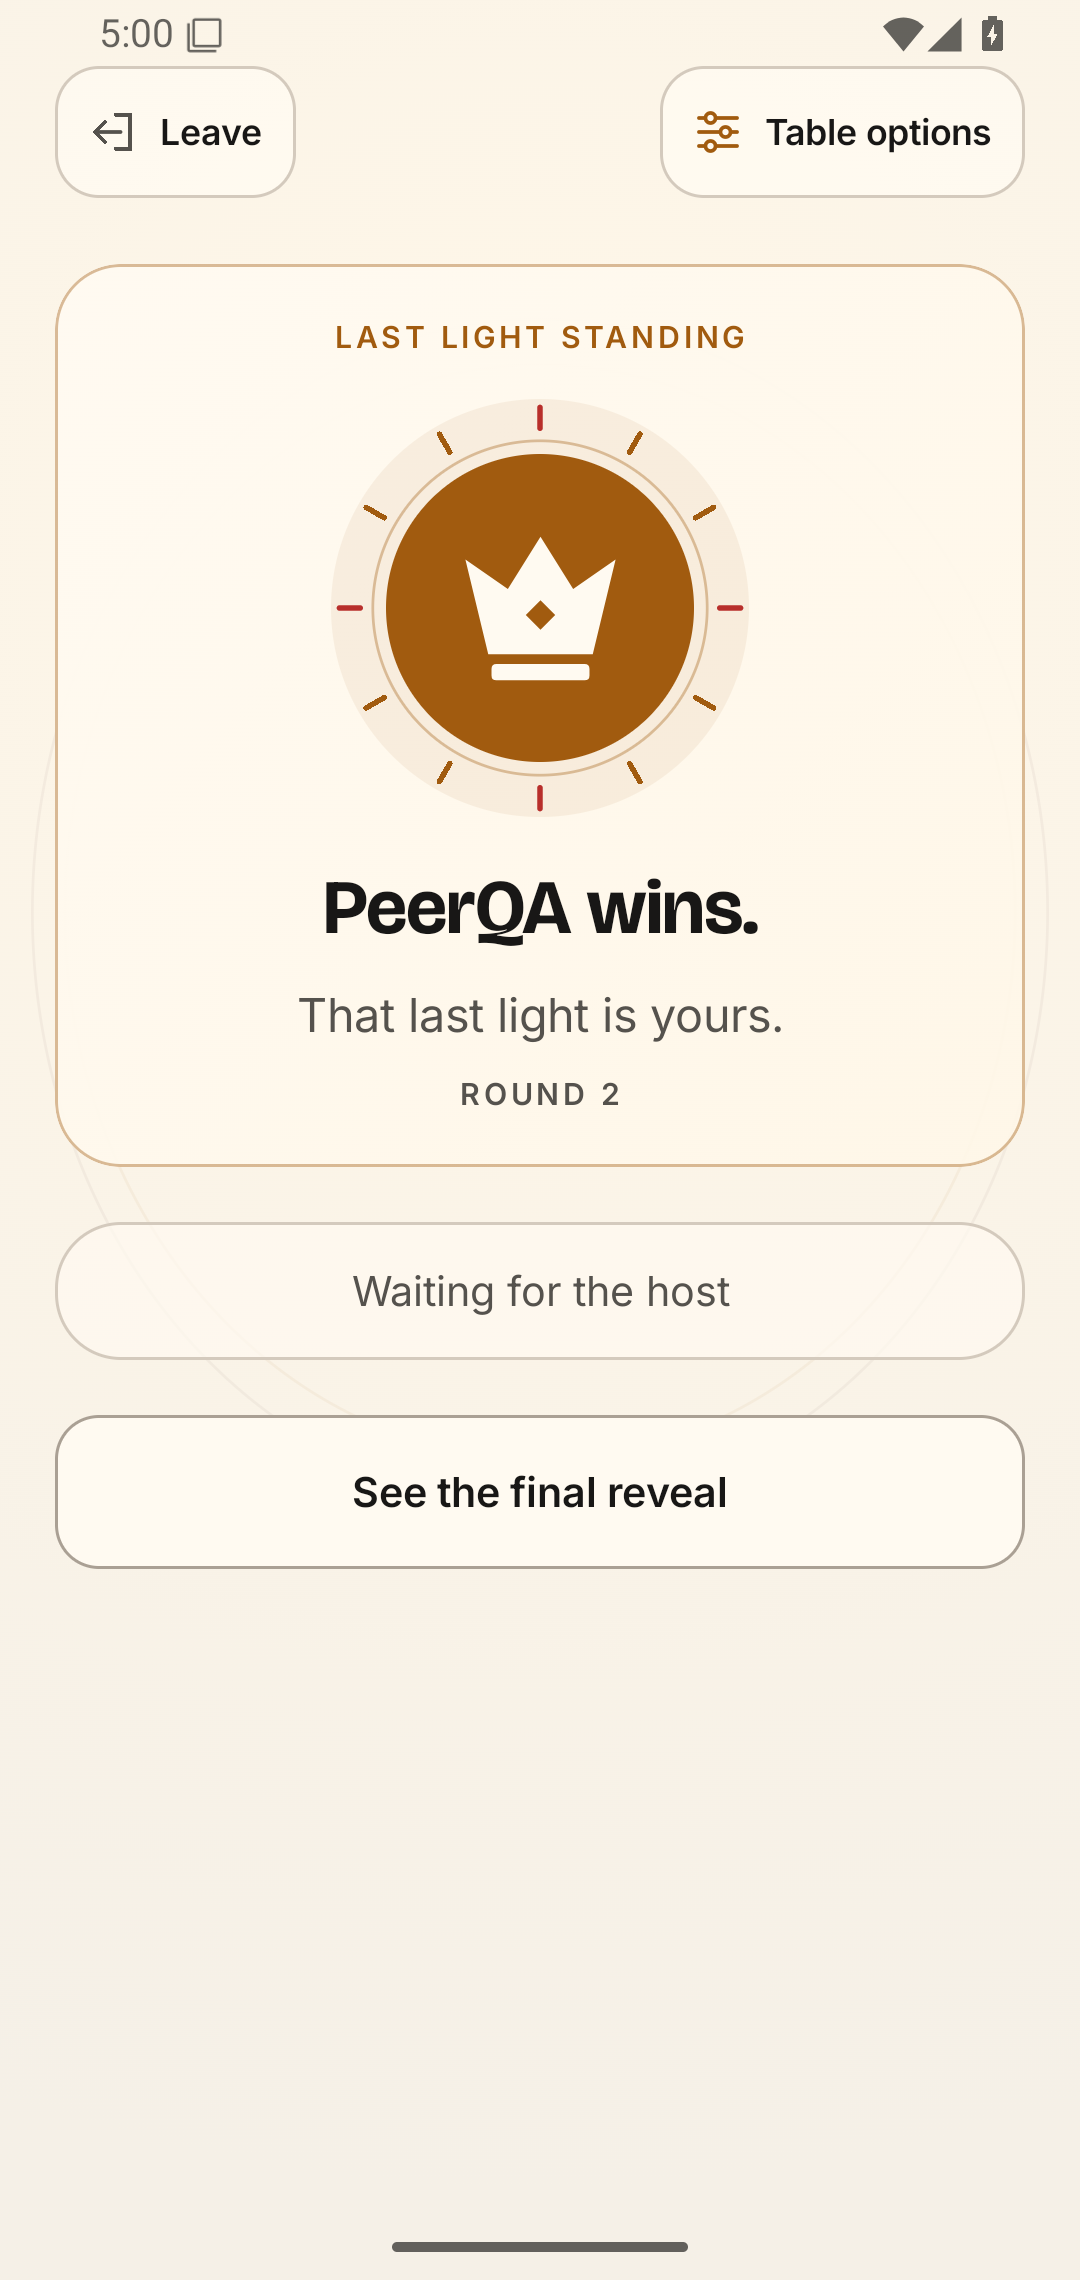 5:00
Leave
Table options
LAST LIGHT STANDING
PeerQA wins.
That last light is yours.
ROUND 2
Waiting for the host
See the final reveal